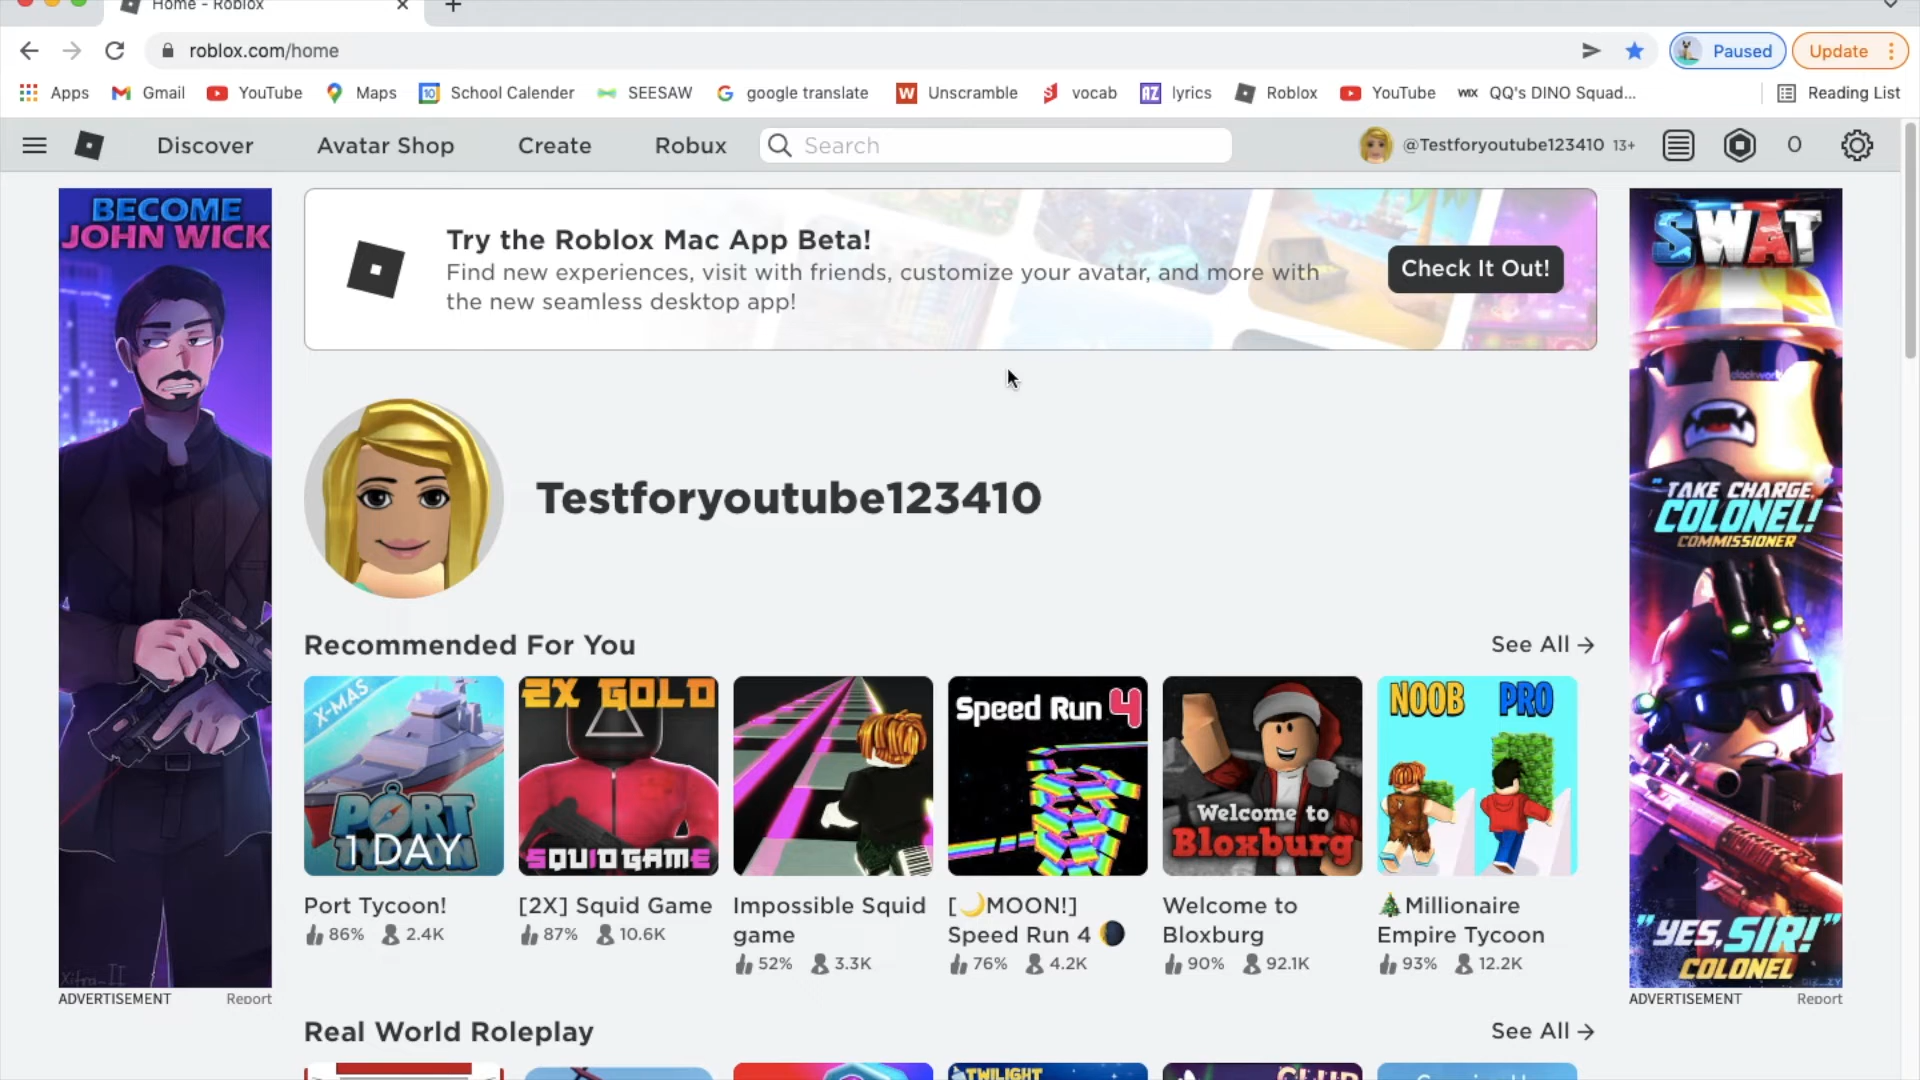 Home - Roblox
roblox.com/home
Paused
Update
Apps
Gmail
YouTube
Maps
10
School Calender
SEESAW
google translate
Unscramble
vocab
AZ
lyrics
Roblox
YouTube
WIX
QQ's DINO Squad...
Reading List
Discover
Avatar Shop
Create
Robux
Search
@Testforyoutube123410 13+
0
BECOME
JOHN WICK
Xifra_II
ADVERTISEMENT
Report
Try the Roblox Mac App Beta!
Find new experiences, visit with friends, customize your avatar, and more with
the new seamless desktop app!
Check It Out!
Testforyoutube123410
Recommended For You
See All →
X-MAS
PORT
TYCOON
1 DAY
2X GOLD
SQUID GAME
Speed Run 4
Welcome to
Bloxburg
NOOB PRO
Port Tycoon!
86% 2.4K
[2X] Squid Game
87% 10.6K
Impossible Squid
game
52% 3.3K
[🌙MOON!]
Speed Run 4 🌘
76% 4.2K
Welcome to
Bloxburg
90% 92.1K
🎄Millionaire
Empire Tycoon
93% 12.2K
Real World Roleplay
See All →
TWILIGHT
CLUB
SWAT
clockwork
"TAKE CHARGE,
COLONEL!"
COMMISSIONER
"YES, SIR!"
COLONEL
ADVERTISEMENT
Report